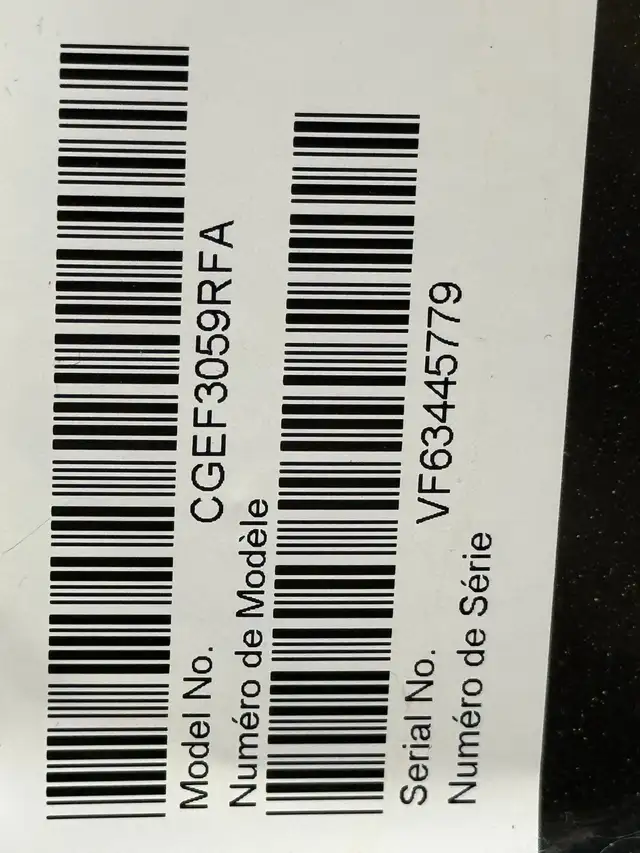 Model No. CGEF3059RFA
Numéro de Modèle
Serial No. VF63445779
Numéro de Série